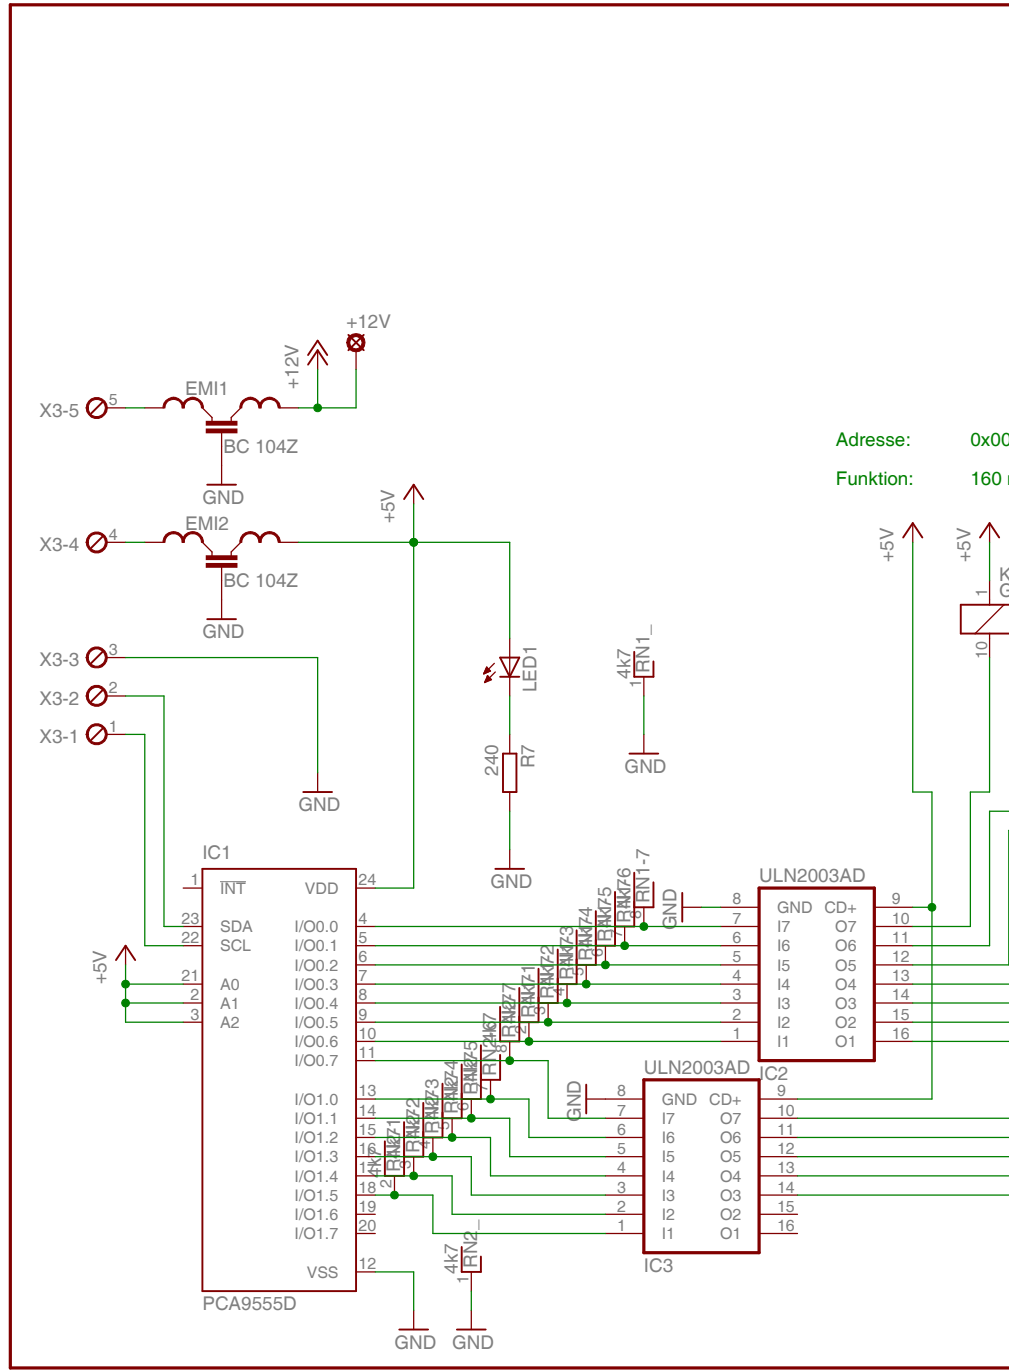 +12V
+12V
X3-5
5
EMI1
BC 104Z
GND
Adresse: 0x00
Funktion: 160
+5V
X3-4
4
EMI2
BC 104Z
GND
+5V
+5V
1
10
X3-3
3
X3-2
2
X3-1
1
GND
LED1
240
R7
GND
4k7
RN1_
1
GND
IC1
1 INT VDD 24
23 SDA I/O0.0 4
22 SCL I/O0.1 5
I/O0.2 6
21 A0 I/O0.3 7
2 A1 I/O0.4 8
3 A2 I/O0.5 9
I/O0.6 10
I/O0.7 11
I/O1.0 13
I/O1.1 14
I/O1.2 15
I/O1.3 16
I/O1.4
I/O1.5 18
I/O1.6 19
I/O1.7 20
VSS 12
PCA9555D
+5V
GND
RN1-7
ULN2003AD
GND
8 GND CD+ 9
7 I7 O7 10
6 I6 O6 11
5 I5 O5 12
4 I4 O4 13
3 I3 O3 14
2 I2 O2 15
1 I1 O1 16
IC2
ULN2003AD
GND
8 GND CD+ 9
7 I7 O7 10
6 I6 O6 11
5 I5 O5 12
4 I4 O4 13
3 I3 O3 14
2 I2 O2 15
1 I1 O1 16
IC3
4k7
RN2_
1
GND